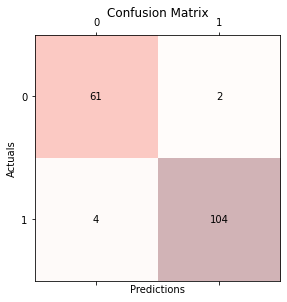 Confusion Matrix
0 1
0 61 2
Actuals
1 4 104
Predictions